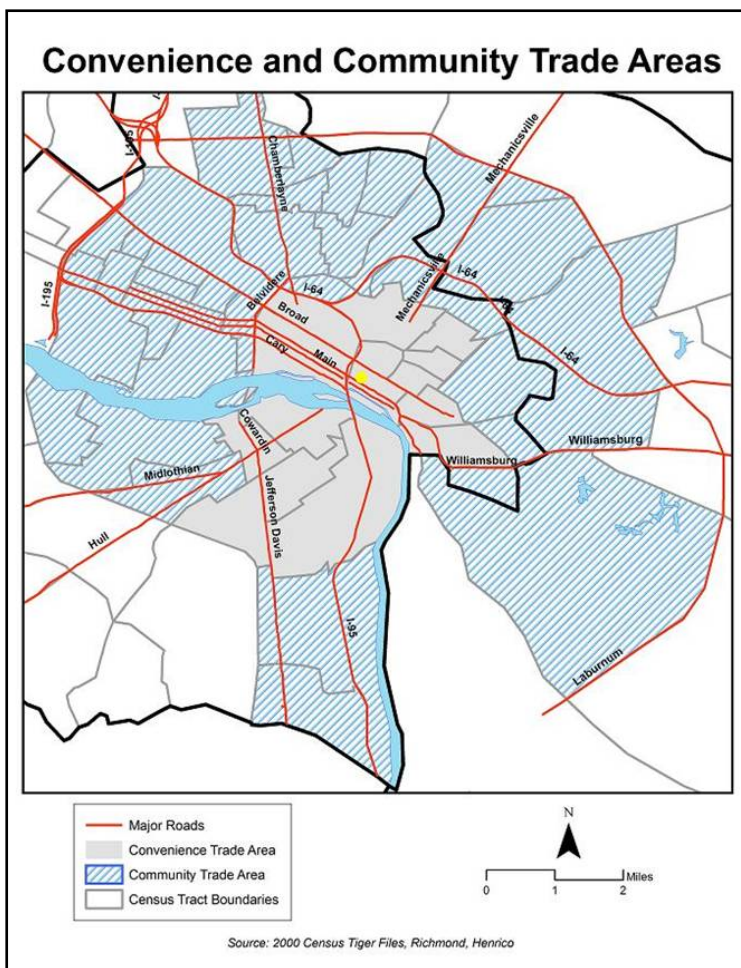 Convenience and Community Trade Areas
I-95
Chamberlayne
Mechanicsville
I-195
Belvidere
I-64
Mechanicsville
I-64
Broad
Main
Cary
I-64
Cowardin
Williamsburg
Williamsburg
Midlothian
Jefferson Davis
Hull
I-95
Laburnum
Major Roads
Convenience Trade Area
Community Trade Area
Census Tract Boundaries
N
Miles
0 1 2
Source: 2000 Census Tiger Files, Richmond, Henrico